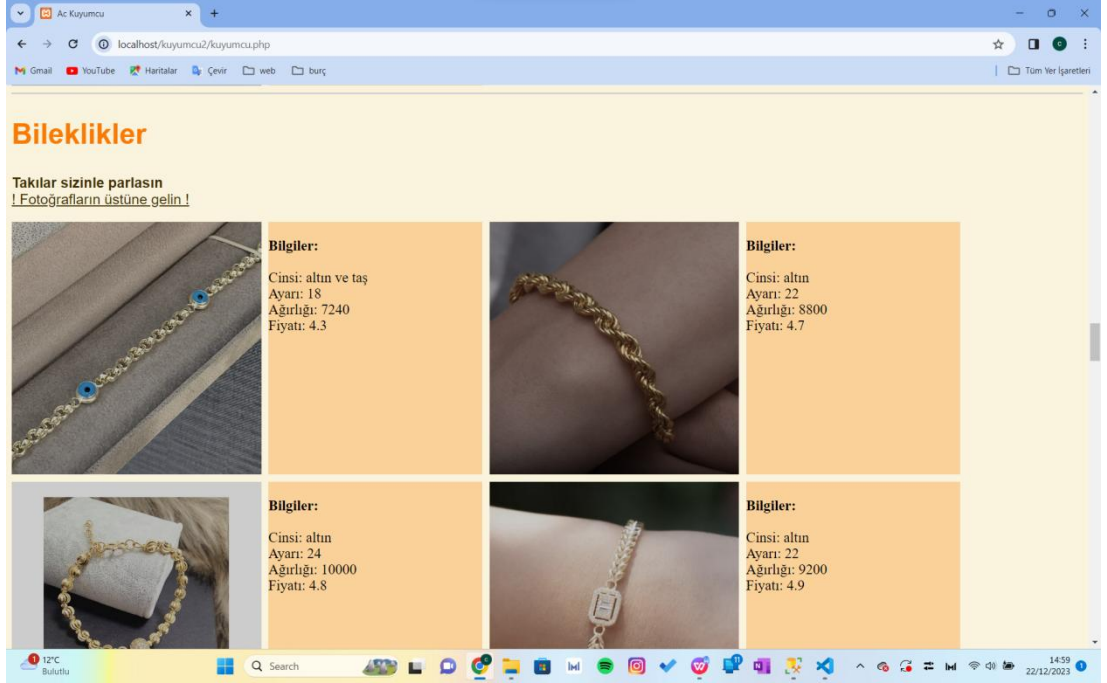 Ac Kuyumcu
localhost/kuyumcu2/kuyumcu.php
Gmail
YouTube
Haritalar
Çevir
web
burç
Tüm Yer İşaretleri
Bileklikler
Takılar sizinle parlasın
! Fotoğrafların üstüne gelin !
Bilgiler:
Cinsi: altın ve taş
Ayarı: 18
Ağırlığı: 7240
Fiyatı: 4.3
Bilgiler:
Cinsi: altın
Ayarı: 22
Ağırlığı: 8800
Fiyatı: 4.7
Bilgiler:
Cinsi: altın
Ayarı: 24
Ağırlığı: 10000
Fiyatı: 4.8
Bilgiler:
Cinsi: altın
Ayarı: 22
Ağırlığı: 9200
Fiyatı: 4.9
1
12°C
Bulutlu
Search
14:59
22/12/2023